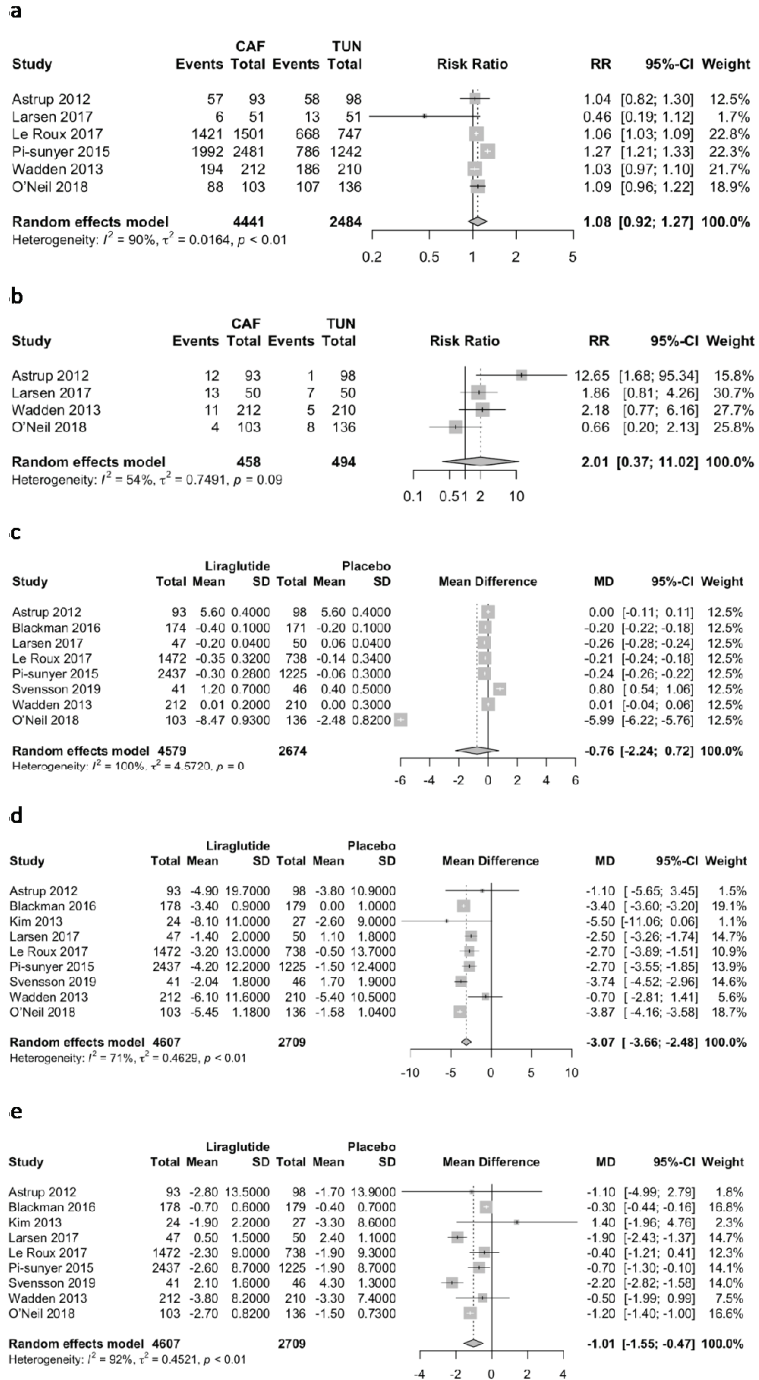 a
CAF TUN
Study Events Total Events Total Risk Ratio RR 95%-CI Weight
Astrup 2012 57 93 58 98 1.04 [0.82; 1.30] 12.5%
Larsen 2017 6 51 13 51 0.46 [0.19; 1.12] 1.7%
Le Roux 2017 1421 1501 668 747 1.06 [1.03; 1.09] 22.8%
Pi-sunyer 2015 1992 2481 786 1242 1.27 [1.21; 1.33] 22.3%
Wadden 2013 194 212 186 210 1.03 [0.97; 1.10] 21.7%
O'Neil 2018 88 103 107 136 1.09 [0.96; 1.22] 18.9%
Random effects model 4441 2484 1.08 [0.92; 1.27] 100.0%
Heterogeneity: I² = 90%, τ² = 0.0164, p < 0.01
0.2 0.5 1 2 5
b
CAF TUN
Study Events Total Events Total Risk Ratio RR 95%-CI Weight
Astrup 2012 12 93 1 98 12.65 [1.68; 95.34] 15.8%
Larsen 2017 13 50 7 50 1.86 [0.81; 4.26] 30.7%
Wadden 2013 11 212 5 210 2.18 [0.77; 6.16] 27.7%
O'Neil 2018 4 103 8 136 0.66 [0.20; 2.13] 25.8%
Random effects model 458 494 2.01 [0.37; 11.02] 100.0%
Heterogeneity: I² = 54%, τ² = 0.7491, p = 0.09
0.1 0.5 1 2 10
c
Liraglutide Placebo
Study Total Mean SD Total Mean SD Mean Difference MD 95%-CI Weight
Astrup 2012 93 5.60 0.4000 98 5.60 0.4000 0.00 [-0.11; 0.11] 12.5%
Blackman 2016 174 -0.40 0.1000 171 -0.20 0.1000 -0.20 [-0.22; -0.18] 12.5%
Larsen 2017 47 -0.20 0.0400 50 0.06 0.0400 -0.26 [-0.28; -0.24] 12.5%
Le Roux 2017 1472 -0.35 0.3200 738 -0.14 0.3400 -0.21 [-0.24; -0.18] 12.5%
Pi-sunyer 2015 2437 -0.30 0.2800 1225 -0.06 0.3000 -0.24 [-0.26; -0.22] 12.5%
Svensson 2019 41 1.20 0.7000 46 0.40 0.5000 0.80 [ 0.54; 1.06] 12.5%
Wadden 2013 212 0.01 0.2000 210 0.00 0.3000 0.01 [-0.04; 0.06] 12.5%
O'Neil 2018 103 -8.47 0.9300 136 -2.48 0.8200 -5.99 [-6.22; -5.76] 12.5%
Random effects model 4579 2674 -0.76 [-2.24; 0.72] 100.0%
Heterogeneity: I² = 100%, τ² = 4.5720, p = 0
-6 -4 -2 0 2 4 6
d
Liraglutide Placebo
Study Total Mean SD Total Mean SD Mean Difference MD 95%-CI Weight
Astrup 2012 93 -4.90 19.7000 98 -3.80 10.9000 -1.10 [ -5.65; 3.45] 1.5%
Blackman 2016 178 -3.40 0.9000 179 0.00 1.0000 -3.40 [ -3.60; -3.20] 19.1%
Kim 2013 24 -8.10 11.0000 27 -2.60 9.0000 -5.50 [-11.06; 0.06] 1.1%
Larsen 2017 47 -1.40 2.0000 50 1.10 1.8000 -2.50 [ -3.26; -1.74] 14.7%
Le Roux 2017 1472 -3.20 13.0000 738 -0.50 13.7000 -2.70 [ -3.89; -1.51] 10.9%
Pi-sunyer 2015 2437 -4.20 12.2000 1225 -1.50 12.4000 -2.70 [ -3.55; -1.85] 13.9%
Svensson 2019 41 -2.04 1.8000 46 1.70 1.9000 -3.74 [ -4.52; -2.96] 14.6%
Wadden 2013 212 -6.10 11.6000 210 -5.40 10.5000 -0.70 [ -2.81; 1.41] 5.6%
O'Neil 2018 103 -5.45 1.1800 136 -1.58 1.0400 -3.87 [ -4.16; -3.58] 18.7%
Random effects model 4607 2709 -3.07 [ -3.66; -2.48] 100.0%
Heterogeneity: I² = 71%, τ² = 0.4629, p < 0.01
-10 -5 0 5 10
e
Liraglutide Placebo
Study Total Mean SD Total Mean SD Mean Difference MD 95%-CI Weight
Astrup 2012 93 -2.80 13.5000 98 -1.70 13.9000 -1.10 [-4.99; 2.79] 1.8%
Blackman 2016 178 -0.70 0.6000 179 -0.40 0.7000 -0.30 [-0.44; -0.16] 16.8%
Kim 2013 24 -1.90 2.2000 27 -3.30 8.6000 1.40 [-1.96; 4.76] 2.3%
Larsen 2017 47 0.50 1.5000 50 2.40 1.1000 -1.90 [-2.43; -1.37] 14.7%
Le Roux 2017 1472 -2.30 9.0000 738 -1.90 9.3000 -0.40 [-1.21; 0.41] 12.3%
Pi-sunyer 2015 2437 -2.60 8.7000 1225 -1.90 8.7000 -0.70 [-1.30; -0.10] 14.1%
Svensson 2019 41 2.10 1.6000 46 4.30 1.3000 -2.20 [-2.82; -1.58] 14.0%
Wadden 2013 212 -3.80 8.2000 210 -3.30 7.4000 -0.50 [-1.99; 0.99] 7.5%
O'Neil 2018 103 -2.70 0.8200 136 -1.50 0.7300 -1.20 [-1.40; -1.00] 16.6%
Random effects model 4607 2709 -1.01 [-1.55; -0.47] 100.0%
Heterogeneity: I² = 92%, τ² = 0.4521, p < 0.01
-4 -2 0 2 4